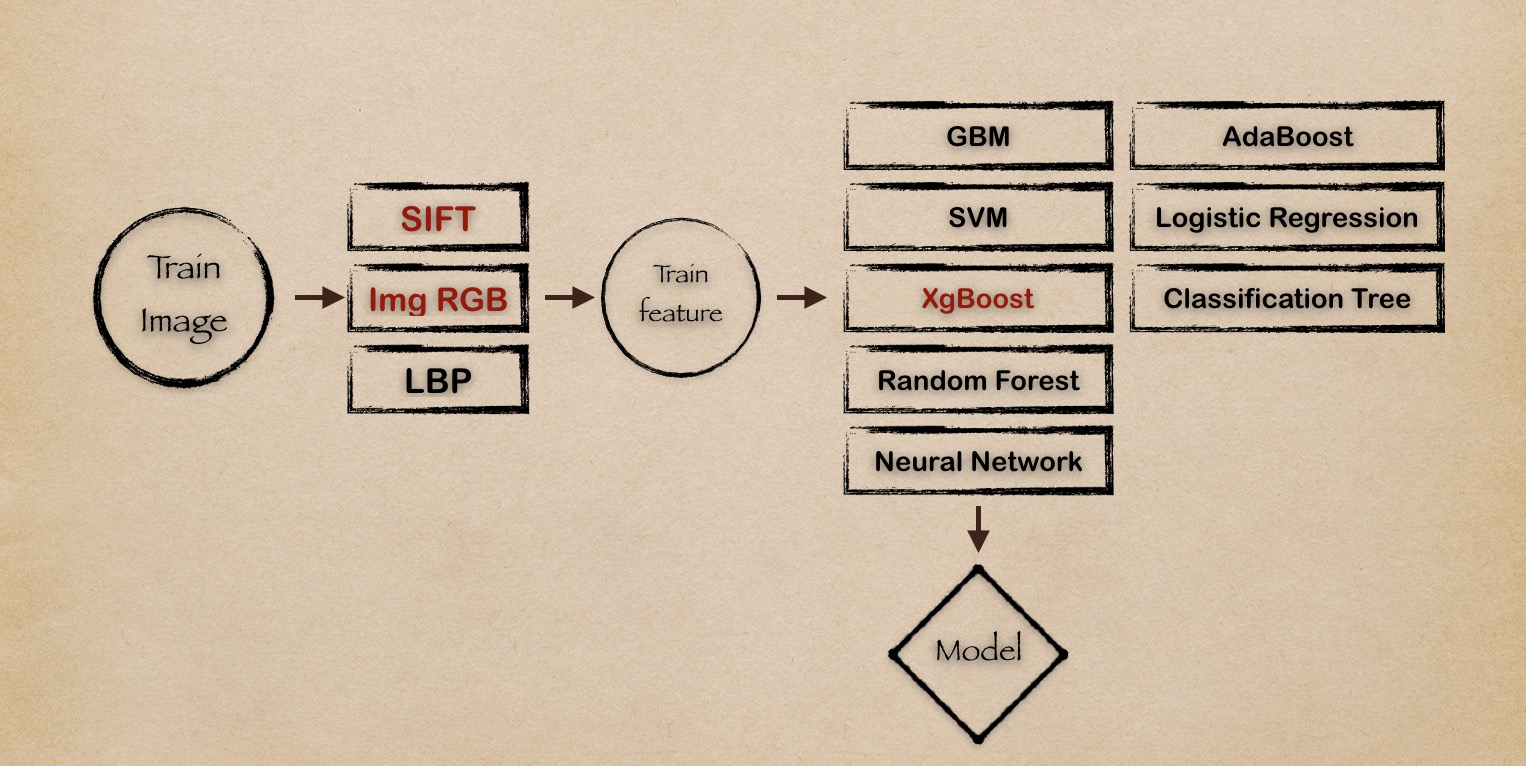 Train
Image
SIFT
Img RGB
LBP
Train
feature
GBM
SVM
XgBoost
Random Forest
Neural Network
AdaBoost
Logistic Regression
Classification Tree
Model